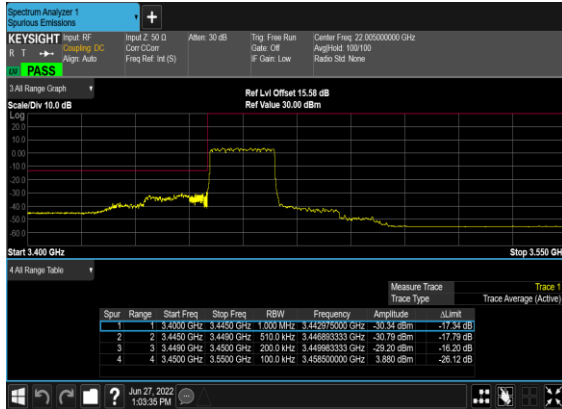 Spectrum Analyzer 1
Spurious Emissions
+
KEYSIGHT Input: RF Input Z: 50 Ω Atten: 30 dB Trig: Free Run Center Freq: 22.005000000 GHz
R T Coupling: DC Corr CCorr Gate: Off Avg|Hold: 100/100
Align: Auto Freq Ref: Int (S) IF Gain: Low Radio Std: None
PASS
3 All Range Graph
Ref Lvl Offset 15.58 dB
Scale/Div 10.0 dB Ref Value 30.00 dBm
Log
20.0
10.0
0.00
-10.0
-20.0
-30.0
-40.0
-50.0
-60.0
Start 3.400 GHz Stop 3.550 GH
4 All Range Table
Measure Trace Trace 1
Trace Type Trace Average (Active)
Spur Range Start Freq Stop Freq RBW Frequency Amplitude ΔLimit
1 1 3.4000 GHz 3.4450 GHz 1.000 MHz 3.442975000 GHz -30.34 dBm -17.34 dB
2 2 3.4450 GHz 3.4490 GHz 510.0 kHz 3.446893333 GHz -30.79 dBm -17.79 dB
3 3 3.4490 GHz 3.4500 GHz 200.0 kHz 3.449983333 GHz -29.20 dBm -16.20 dB
4 4 3.4500 GHz 3.5500 GHz 100.0 kHz 3.458500000 GHz 3.880 dBm -26.12 dB
?
Jun 27, 2022
1:03:35 PM